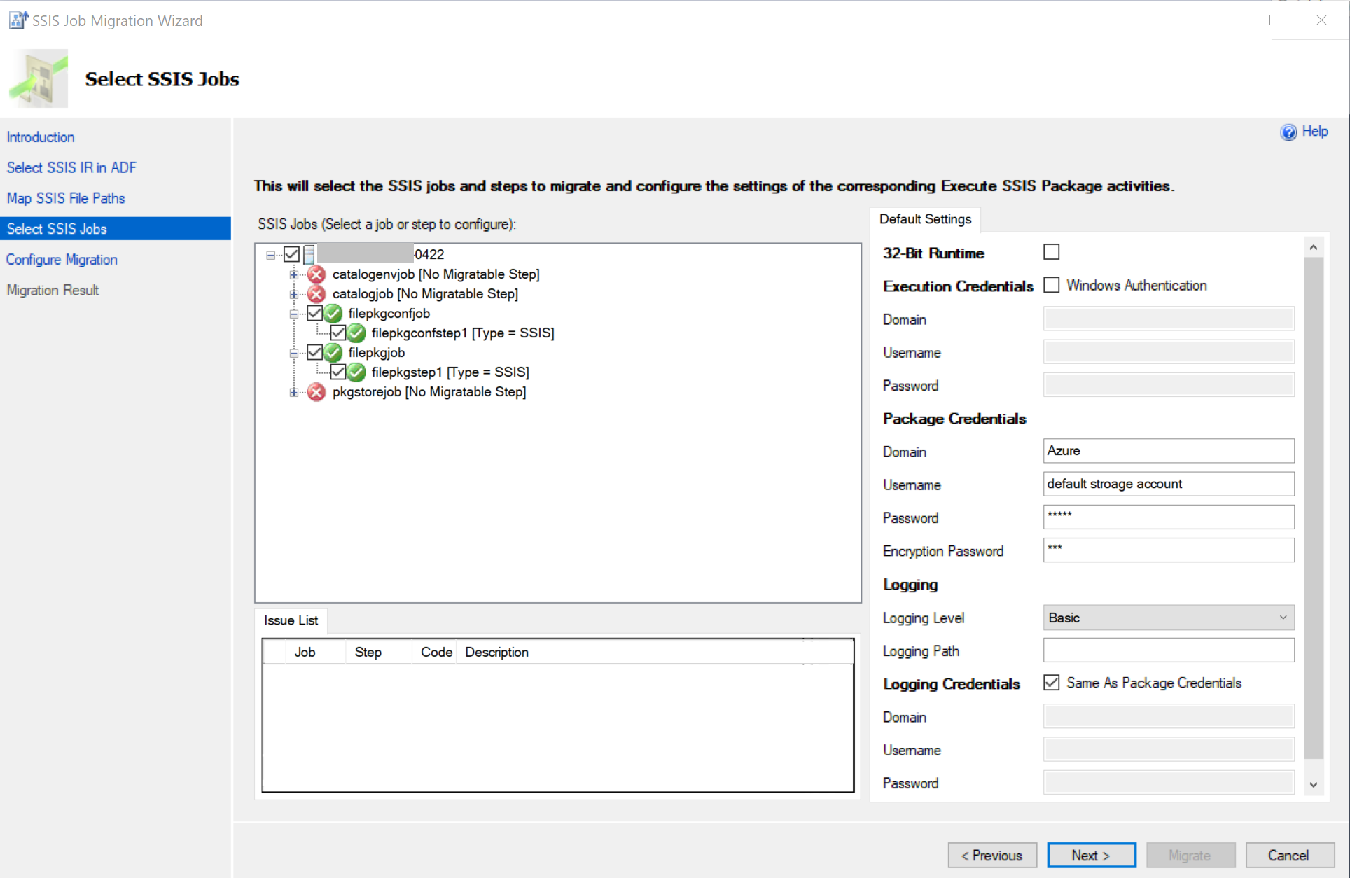 SSIS Job Migration Wizard
Select SSIS Jobs
Introduction
Select SSIS IR in ADF
Map SSIS File Paths
Select SSIS Jobs
Configure Migration
Migration Result
Help
This will select the SSIS jobs and steps to migrate and configure the settings of the corresponding Execute SSIS Package activities.
SSIS Jobs (Select a job or step to configure):
0422
catalogenvjob [No Migratable Step]
catalogjob [No Migratable Step]
filepkgconfjob
filepkgconfstep1 [Type = SSIS]
filepkgjob
filepkgstep1 [Type = SSIS]
pkgstorejob [No Migratable Step]
Issue List
Job Step Code Description
Default Settings
32-Bit Runtime
Execution Credentials Windows Authentication
Domain
Username
Password
Package Credentials
Domain Azure
Username default stroage account
Password *****
Encryption Password ***
Logging
Logging Level Basic
Logging Path
Logging Credentials Same As Package Credentials
Domain
Username
Password
< Previous Next > Migrate Cancel